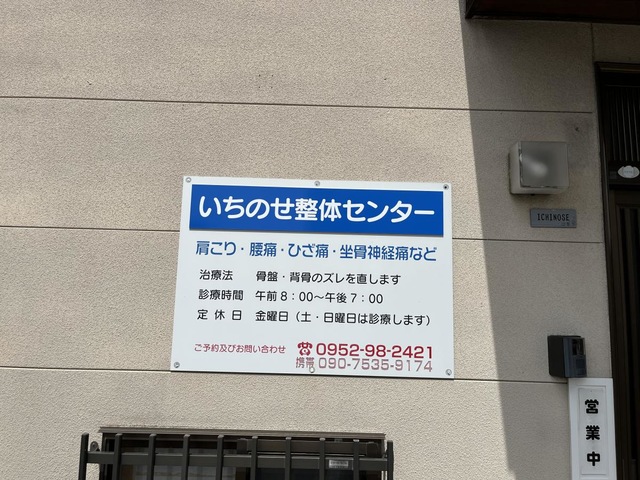 いちのせ整体センター
肩こり・腰痛・ひざ痛・坐骨神経痛など
治療法 骨盤・背骨のズレを直します
診療時間 午前8:00〜午後7:00
定休日 金曜日(土・日曜日は診療します)
ご予約及びお問い合わせ ☎0952-98-2421
携帯 090-7535-9174
ICHINOSE
営業中